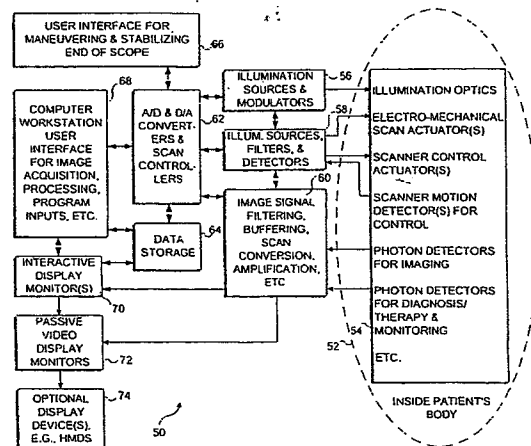 USER INTERFACE FOR
MANEUVERING & STABILIZING
END OF SCOPE
66
68
COMPUTER
WORKSTATION
USER
INTERFACE
FOR IMAGE
ACQUISITION,
PROCESSING,
PROGRAM
INPUTS, ETC.
A/D & D/A
CONVERT-
ERS &
SCAN
CONTROL-
LERS
62
ILLUMINATION
SOURCES &
MODULATORS
56
58
ILLUM. SOURCES,
FILTERS, &
DETECTORS
60
IMAGE SIGNAL
FILTERING,
BUFFERING,
SCAN
CONVERSION,
AMPLIFICATION,
ETC
DATA
STORAGE
64
INTERACTIVE
DISPLAY
MONITOR(S)
70
PASSIVE
VIDEO
DISPLAY
MONITORS
72
OPTIONAL
DISPLAY
DEVICE(S),
E.G., HMDS
74
50
ILLUMINATION OPTICS
ELECTRO-MECHANICAL
SCAN ACTUATOR(S)
SCANNER CONTROL
ACTUATOR(S)
SCANNER MOTION
DETECTOR(S) FOR
CONTROL
PHOTON DETECTORS
FOR IMAGING
PHOTON DETECTORS
FOR DIAGNOSIS/
THERAPY &
MONITORING
ETC.
54
52
INSIDE PATIENT'S
BODY